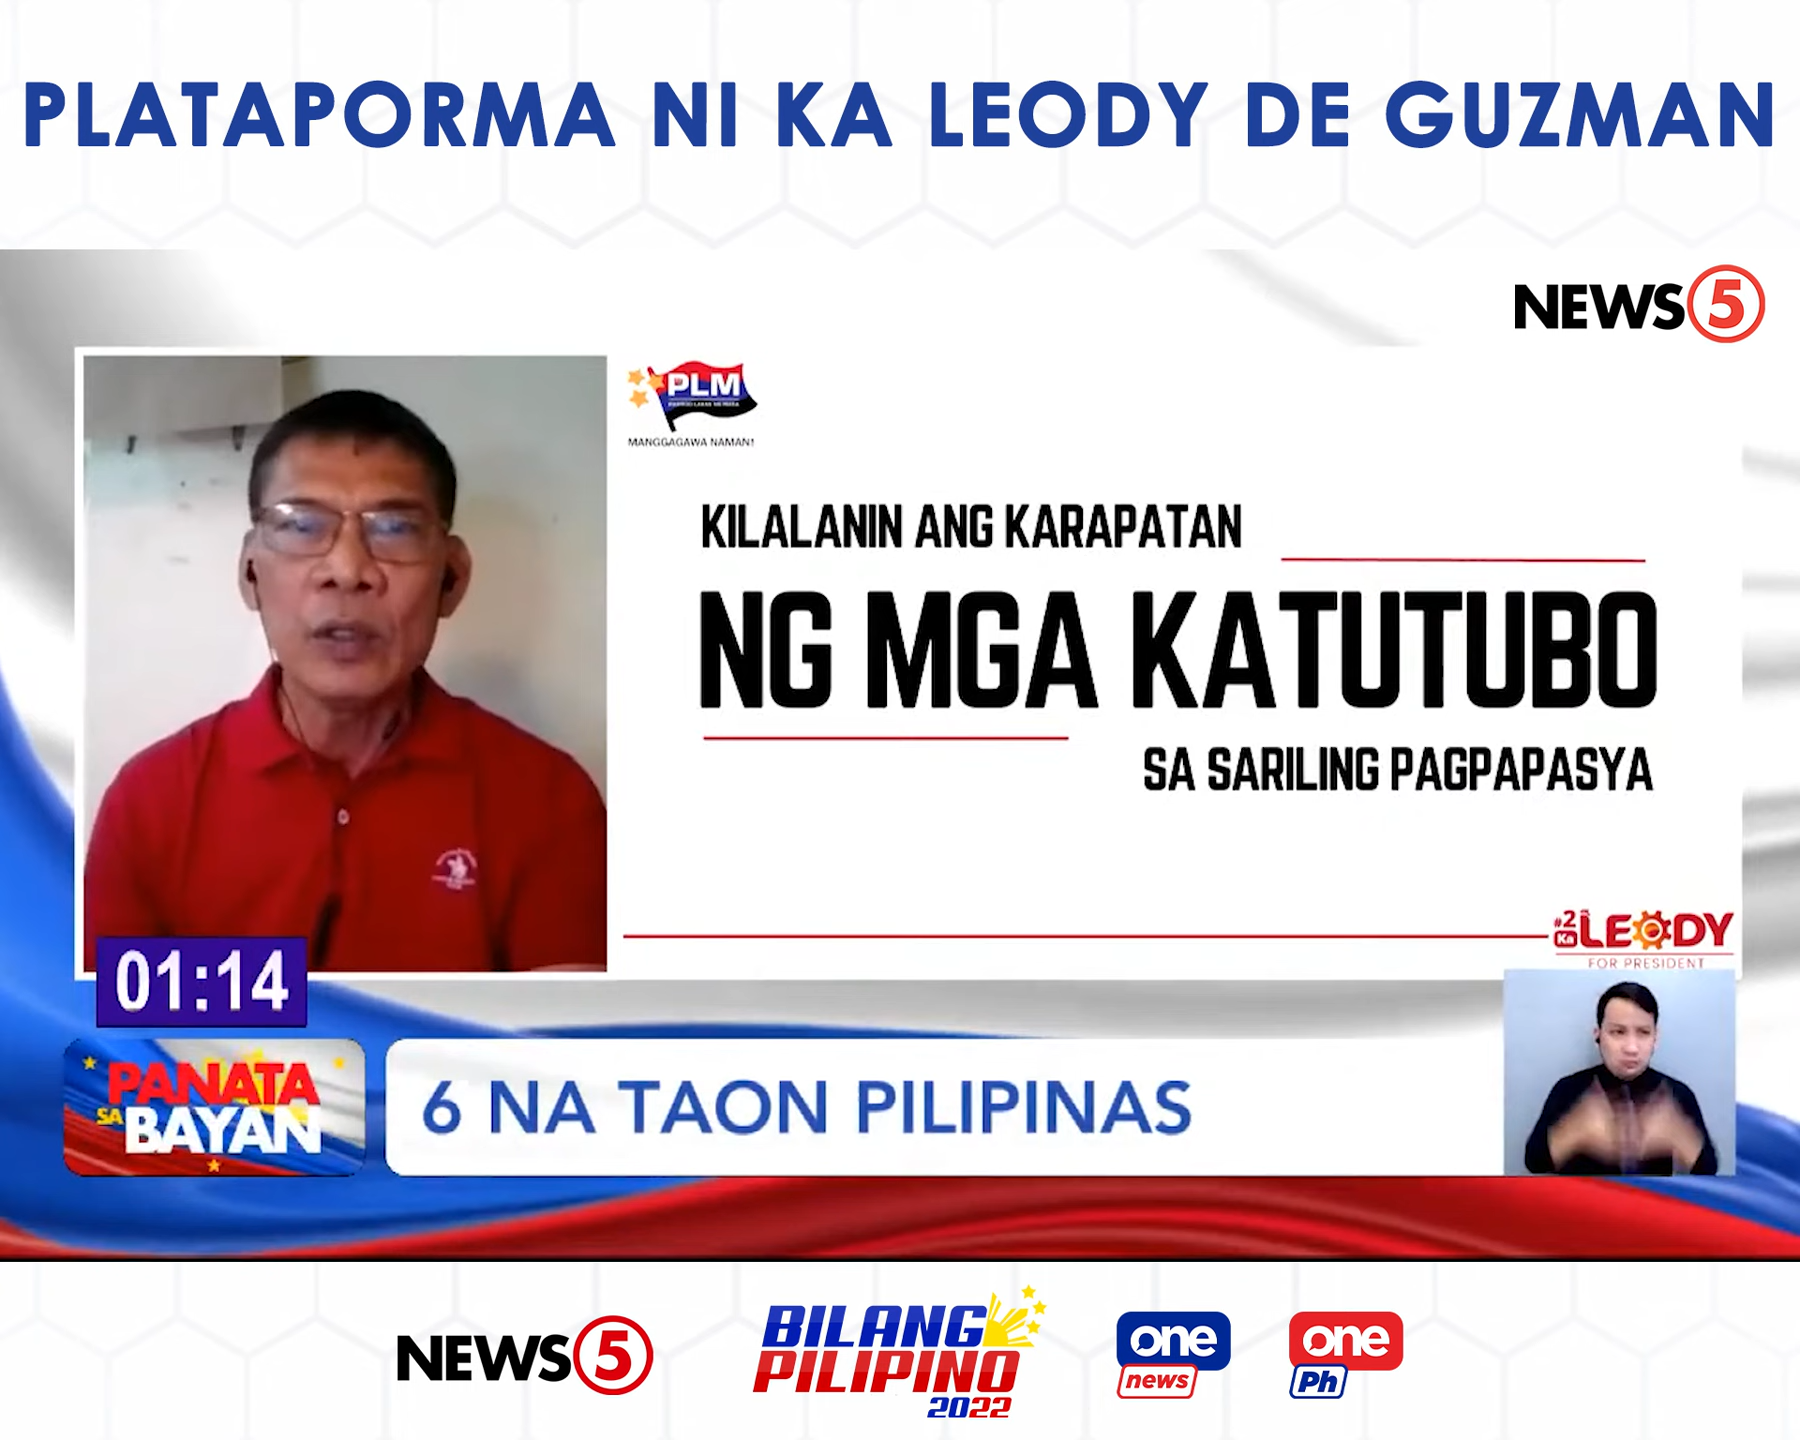 PLATAPORMA NI KA LEODY DE GUZMAN
NEWS5
PLM
MANGGAGAWA NAMAN!
KILALANIN ANG KARAPATAN
NG MGA KATUTUBO
SA SARILING PAGPAPASYA
#2 Ka LEODY
FOR PRESIDENT
01:14
PANATA
SA BAYAN
6 NA TAON PILIPINAS
NEWS5
BILANG
PILIPINO
2022
one
news
one
Ph